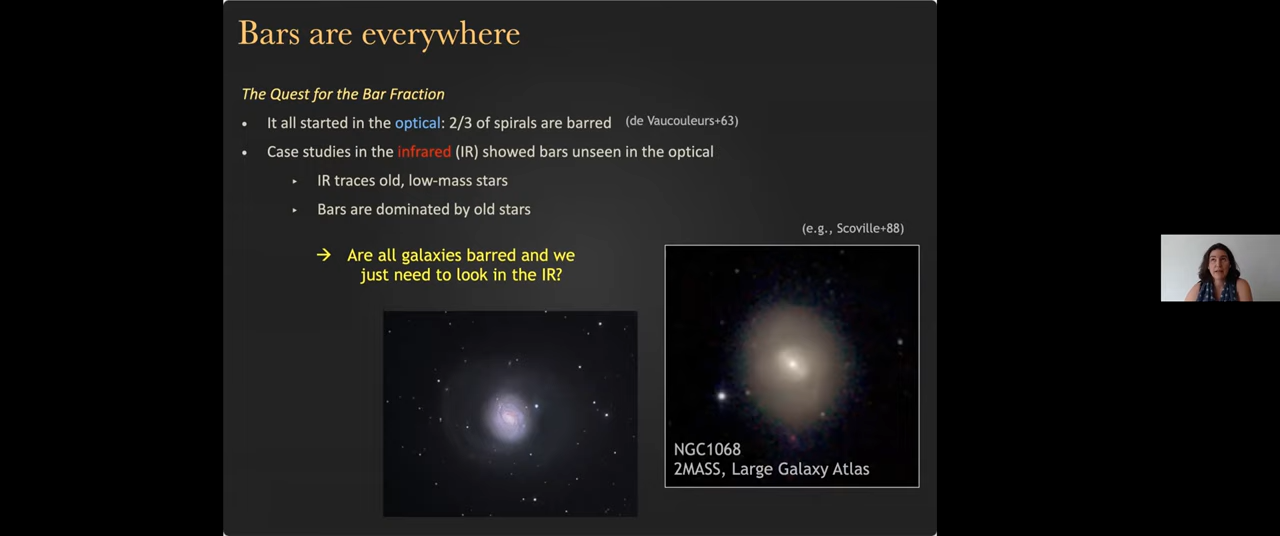 Bars are everywhere
The Quest for the Bar Fraction
• It all started in the optical: 2/3 of spirals are barred (de Vaucouleurs+63)
• Case studies in the infrared (IR) showed bars unseen in the optical
▸ IR traces old, low-mass stars
▸ Bars are dominated by old stars
(e.g., Scoville+88)
→ Are all galaxies barred and we
just need to look in the IR?
NGC1068
2MASS, Large Galaxy Atlas